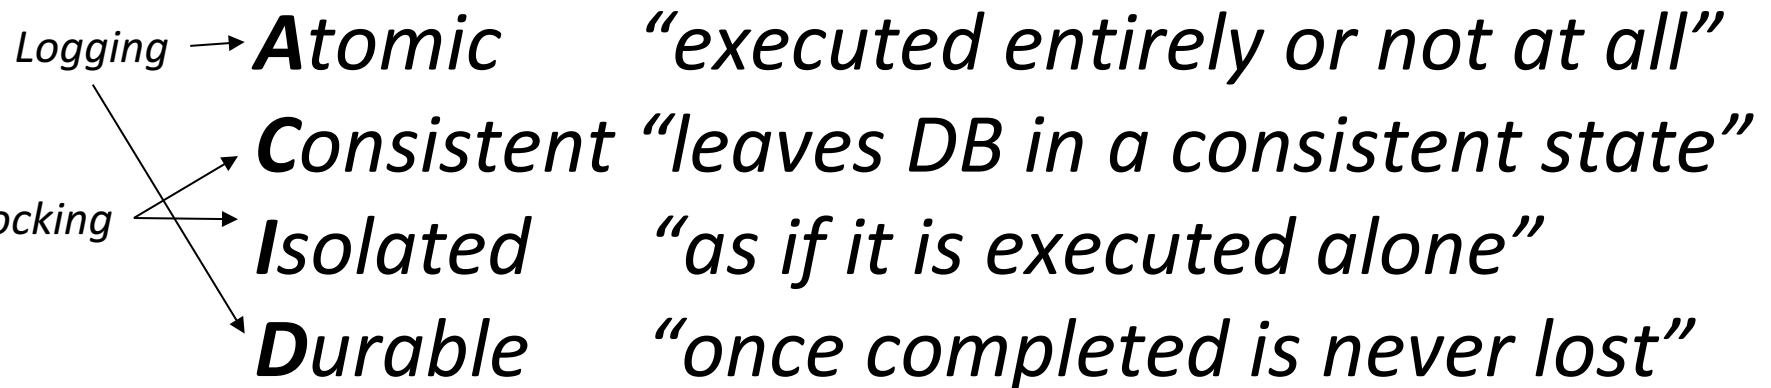 Logging Atomic “executed entirely or not at all”
Consistent “leaves DB in a consistent state”
ocking Isolated “as if it is executed alone”
Durable “once completed is never lost”